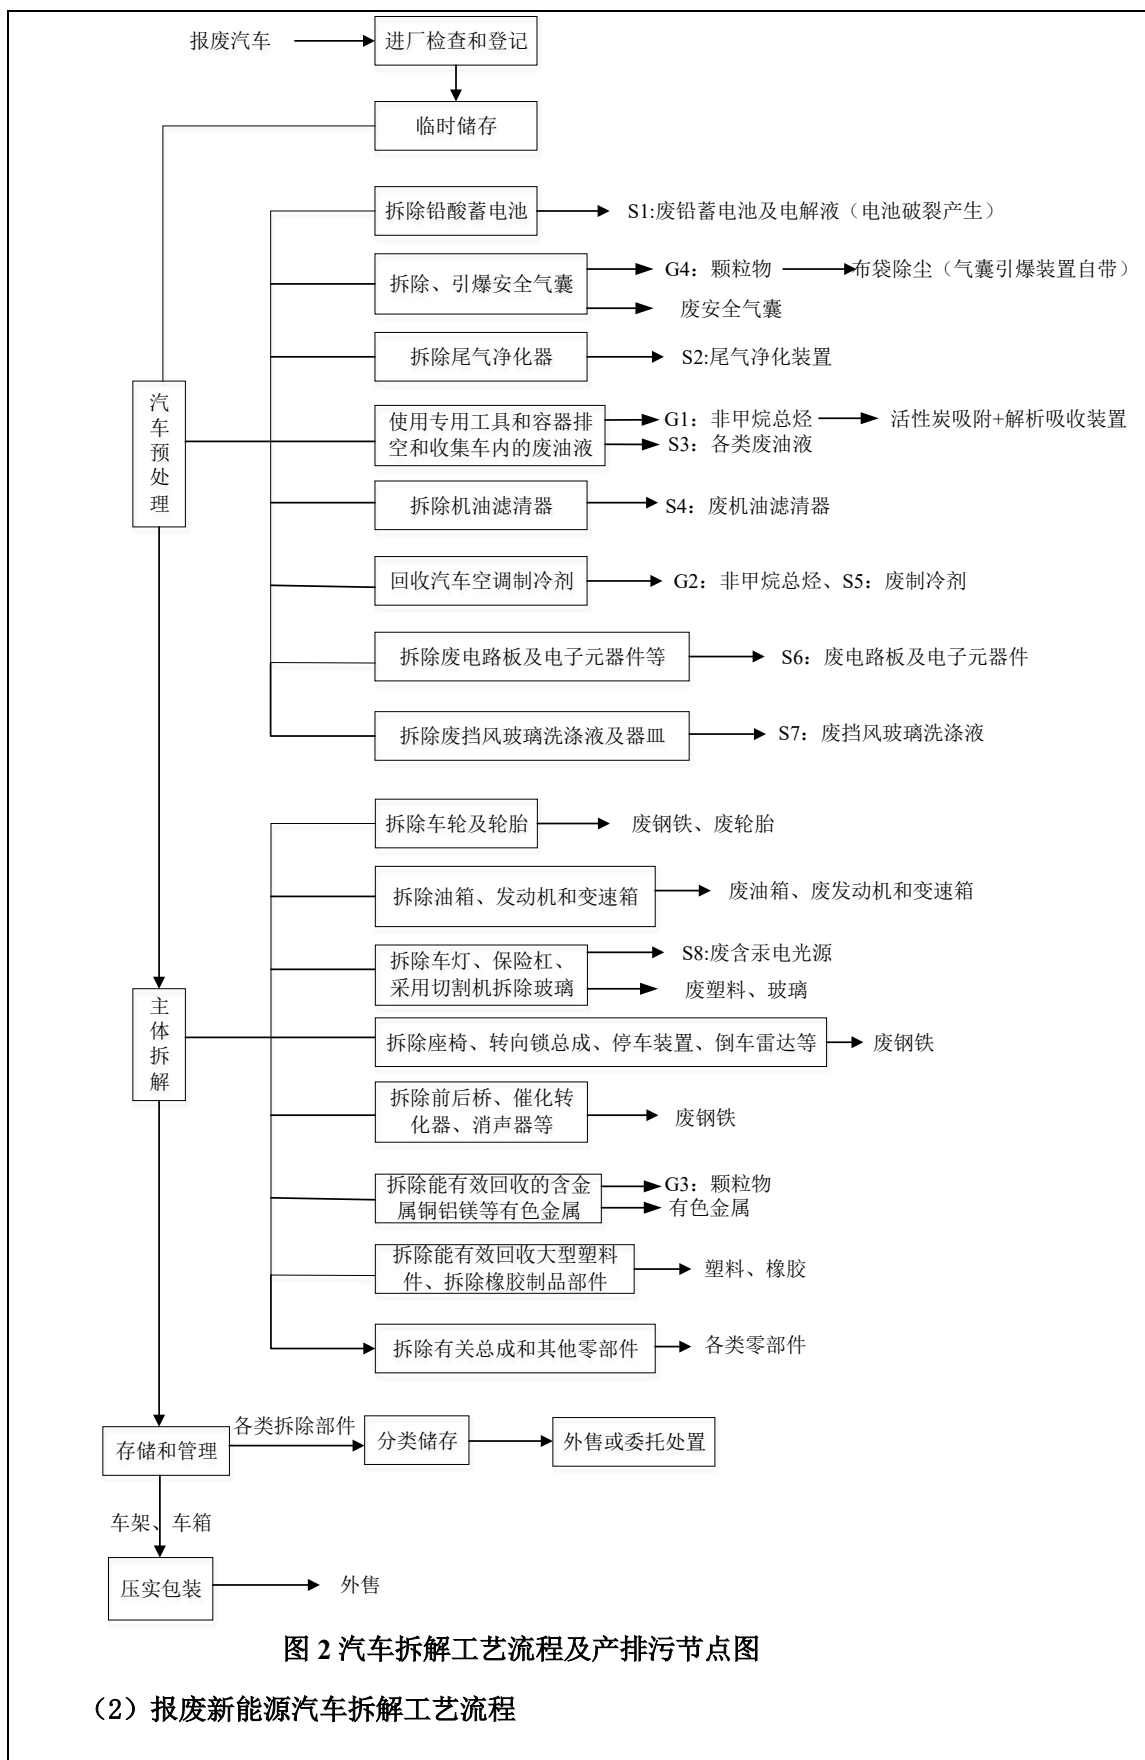 报废汽车
进厂检查和登记
临时储存
拆除铅酸蓄电池
S1:废铅蓄电池及电解液（电池破裂产生）
拆除、引爆安全气囊
G4：颗粒物
布袋除尘（气囊引爆装置自带）
废安全气囊
拆除尾气净化器
S2:尾气净化装置
汽车预处理
使用专用工具和容器排
空和收集车内的废油液
G1：非甲烷总烃
活性炭吸附+解析吸收装置
S3：各类废油液
拆除机油滤清器
S4：废机油滤清器
回收汽车空调制冷剂
G2：非甲烷总烃、S5：废制冷剂
拆除废电路板及电子元器件等
S6：废电路板及电子元器件
拆除废挡风玻璃洗涤液及器皿
S7：废挡风玻璃洗涤液
拆除车轮及轮胎
废钢铁、废轮胎
拆除油箱、发动机和变速箱
废油箱、废发动机和变速箱
拆除车灯、保险杠、
采用切割机拆除玻璃
S8:废含汞电光源
废塑料、玻璃
主体拆解
拆除座椅、转向锁总成、停车装置、倒车雷达等
废钢铁
拆除前后桥、催化转
化器、消声器等
废钢铁
拆除能有效回收的含金
属铜铝镁等有色金属
G3：颗粒物
有色金属
拆除能有效回收大型塑料
件、拆除橡胶制品部件
塑料、橡胶
拆除有关总成和其他零部件
各类零部件
存储和管理
各类拆除部件
分类储存
外售或委托处置
车架、车箱
压实包装
外售
图 2 汽车拆解工艺流程及产排污节点图
（2）报废新能源汽车拆解工艺流程